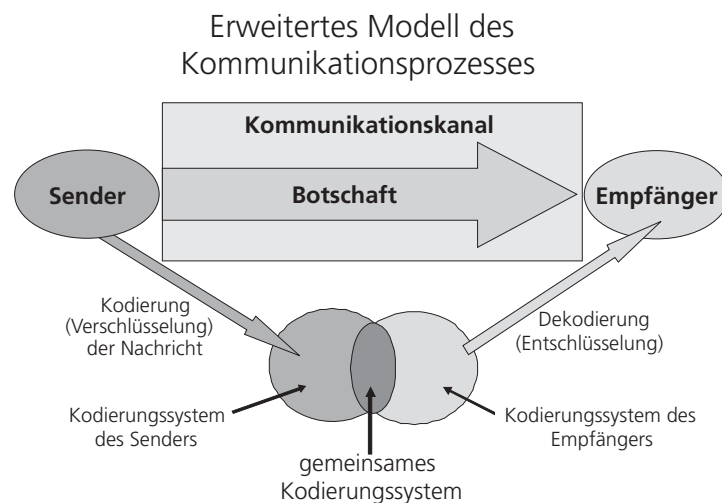 Erweitertes Modell des
Kommunikationsprozesses
Kommunikationskanal
Sender
Botschaft
Empfänger
Kodierung
(Verschlüsselung)
der Nachricht
Dekodierung
(Entschlüsselung)
Kodierungssystem
des Senders
Kodierungssystem des
Empfängers
gemeinsames
Kodierungssystem